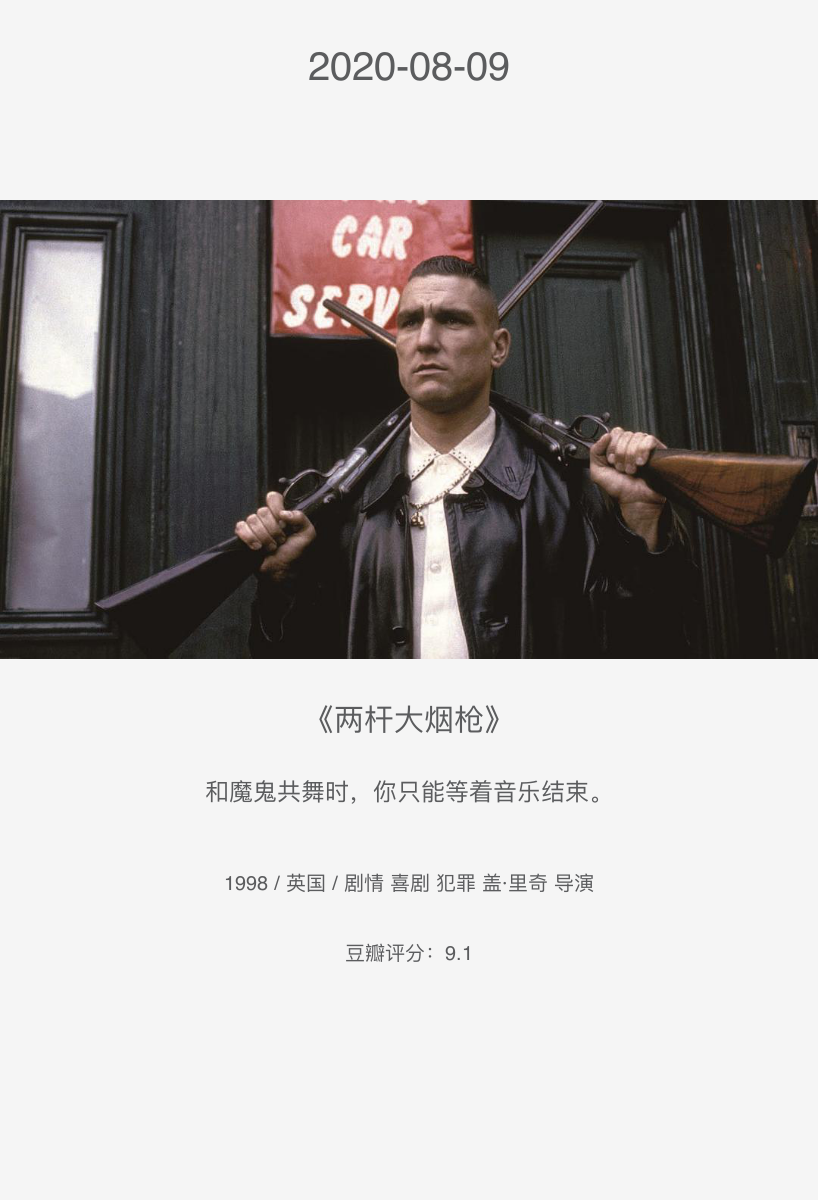 2020-08-09
CAR
SERV
《两杆大烟枪》
和魔鬼共舞时，你只能等着音乐结束。
1998 / 英国 / 剧情 喜剧 犯罪 盖·里奇 导演
豆瓣评分：9.1